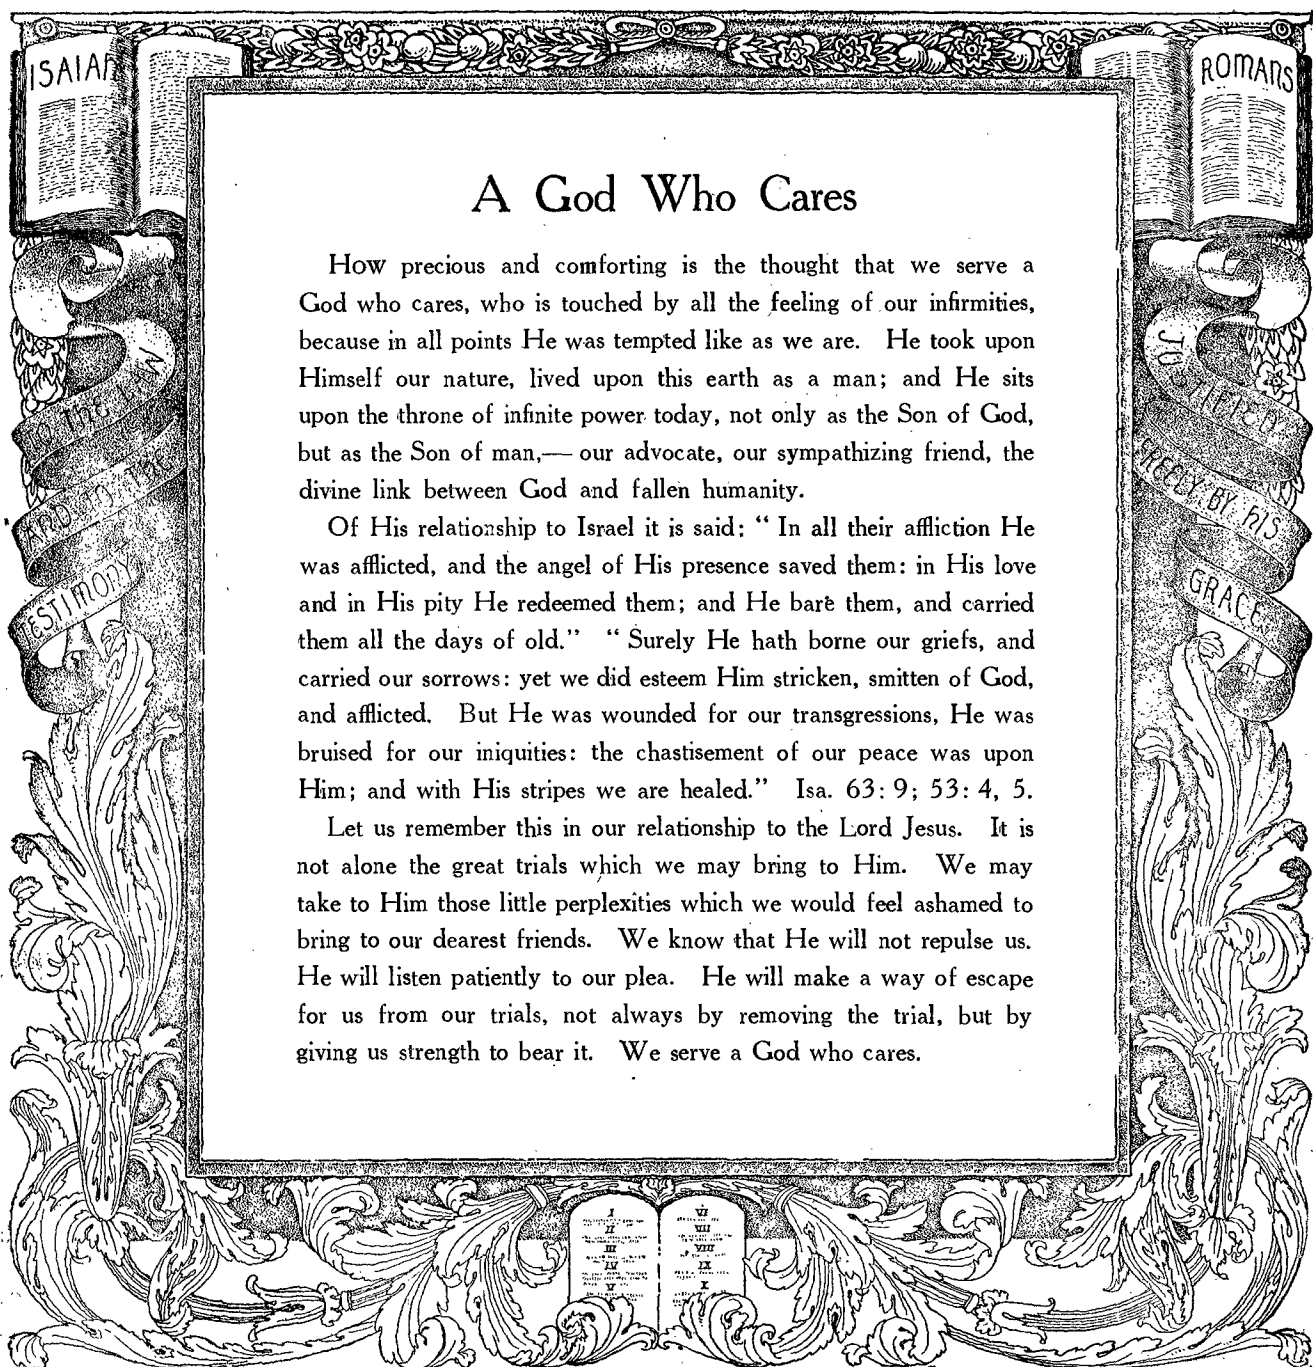 ISAIAH
ROMANS
A God Who Cares
HOW precious and comforting is the thought that we serve a
God who cares, who is touched by all the feeling of our infirmities,
because in all points He was tempted like as we are. He took upon
Himself our nature, lived upon this earth as a man; and He sits
upon the throne of infinite power today, not only as the Son of God,
but as the Son of man,— our advocate, our sympathizing friend, the
divine link between God and fallen humanity.
Of His relationship to Israel it is said: “ In all their affliction He
was afflicted, and the angel of His presence saved them: in His love
and in His pity He redeemed them; and He bare them, and carried
them all the days of old.” “ Surely He hath borne our griefs, and
carried our sorrows: yet we did esteem Him stricken, smitten of God,
and afflicted. But He was wounded for our transgressions, He was
bruised for our iniquities: the chastisement of our peace was upon
Him; and with His stripes we are healed.” Isa. 63: 9; 53: 4, 5.
Let us remember this in our relationship to the Lord Jesus. It is
not alone the great trials which we may bring to Him. We may
take to Him those little perplexities which we would feel ashamed to
bring to our dearest friends. We know that He will not repulse us.
He will listen patiently to our plea. He will make a way of escape
for us from our trials, not always by removing the trial, but by
giving us strength to bear it. We serve a God who cares.
TO THE LAW
AND TO THE
TESTIMONY
JUSTIFIED
FREELY BY HIS
GRACE
I
II
III
IV
V
VI
VII
VIII
IX
X